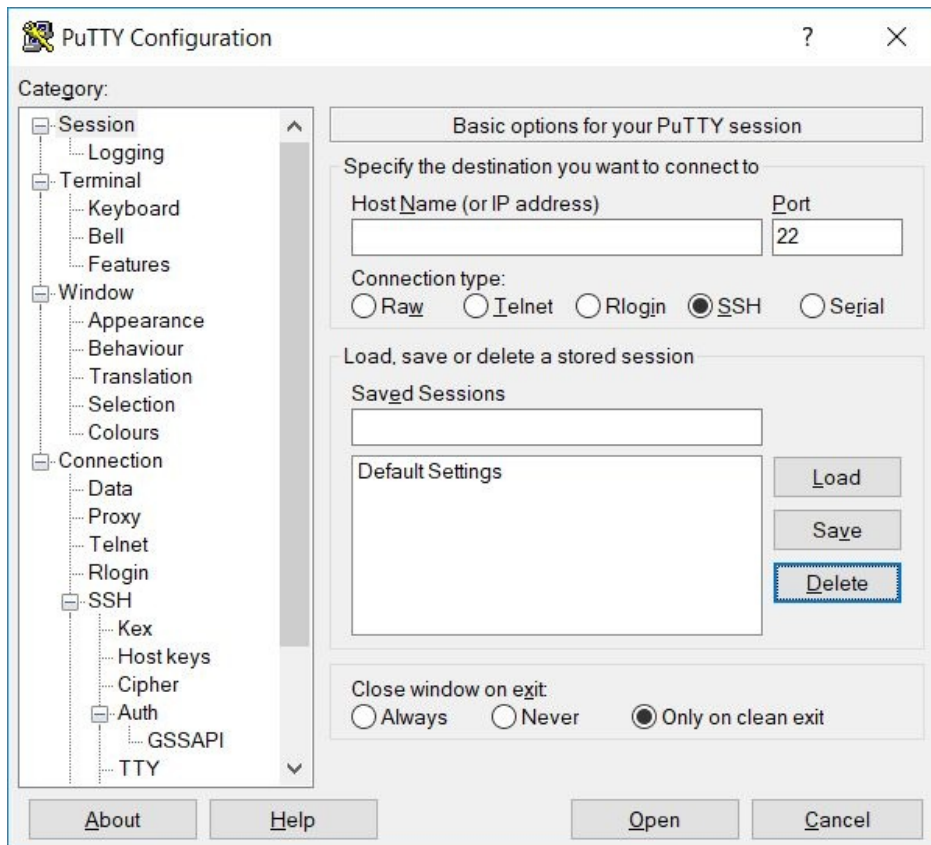 PuTTY Configuration
?
Category:
Session
Logging
Terminal
Keyboard
Bell
Features
Window
Appearance
Behaviour
Translation
Selection
Colours
Connection
Data
Proxy
Telnet
Rlogin
SSH
Kex
Host keys
Cipher
Auth
GSSAPI
TTY
Basic options for your PuTTY session
Specify the destination you want to connect to
Host Name (or IP address) Port
22
Connection type:
Raw Telnet Rlogin SSH Serial
Load, save or delete a stored session
Saved Sessions
Default Settings
Load
Save
Delete
Close window on exit:
Always Never Only on clean exit
About Help Open Cancel